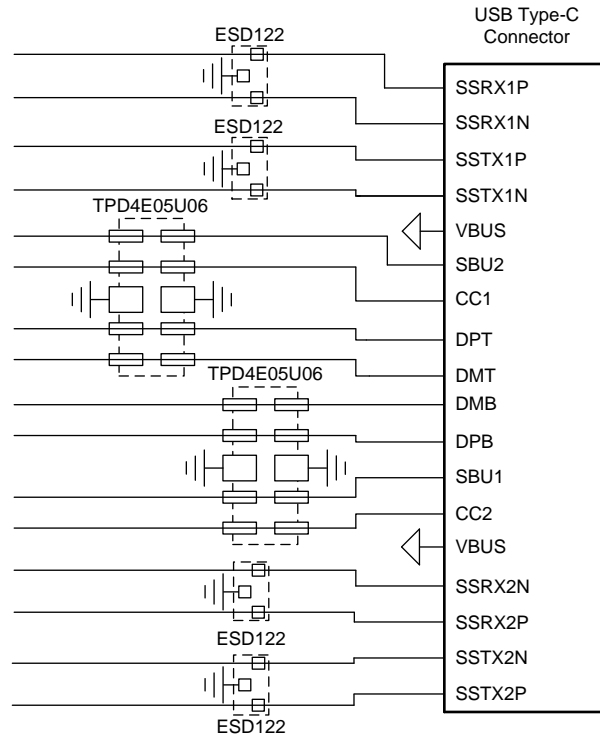 USB Type-C
Connector
ESD122
SSRX1P
SSRX1N
ESD122
SSTX1P
SSTX1N
TPD4E05U06
VBUS
SBU2
CC1
DPT
DMT
TPD4E05U06
DMB
DPB
SBU1
CC2
VBUS
SSRX2N
SSRX2P
ESD122
SSTX2N
SSTX2P
ESD122